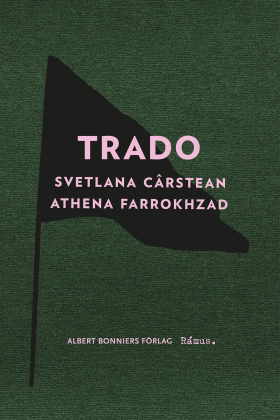 TRADO
SVETLANA CÂRSTEAN
ATHENA FARROKHZAD
ALBERT BONNIERS FÖRLAG Rámus.